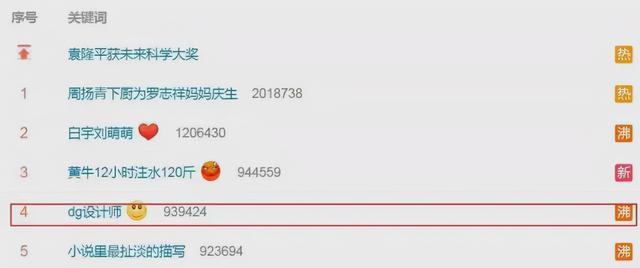 序号 关键词
袁隆平获未来科学大奖 热
1 周扬青下厨为罗志祥妈妈庆生 2018738 热
2 白宇刘萌萌 1206430 沸
3 黄牛12小时注水120斤 944559 新
4 dg设计师 939424 沸
5 小说里最扯淡的描写 923694 沸